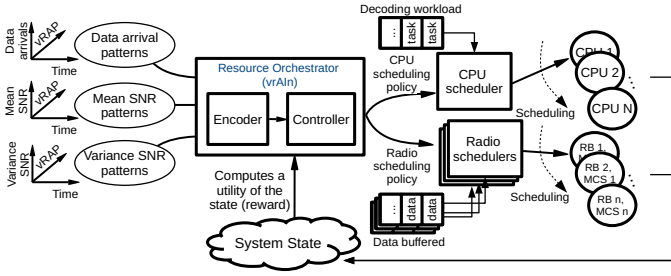 Data
arrivals
vRAP
Time
Data arrival
patterns
Mean
SNR
vRAP
Time
Mean SNR
patterns
Variance
SNR
vRAP
Time
Variance SNR
patterns
Resource Orchestrator
(vrAIn)
Encoder
Controller
Computes a
utility of the
state (reward)
System State
Decoding workload
... task task
CPU
scheduling
policy
CPU
scheduler
Scheduling
CPU 1
CPU 2
...
CPU N
Radio
scheduling
policy
Radio
schedulers
Scheduling
RB 1,
RB 2,
MCS 1
...
RB n,
MCS n
... data data
Data buffered